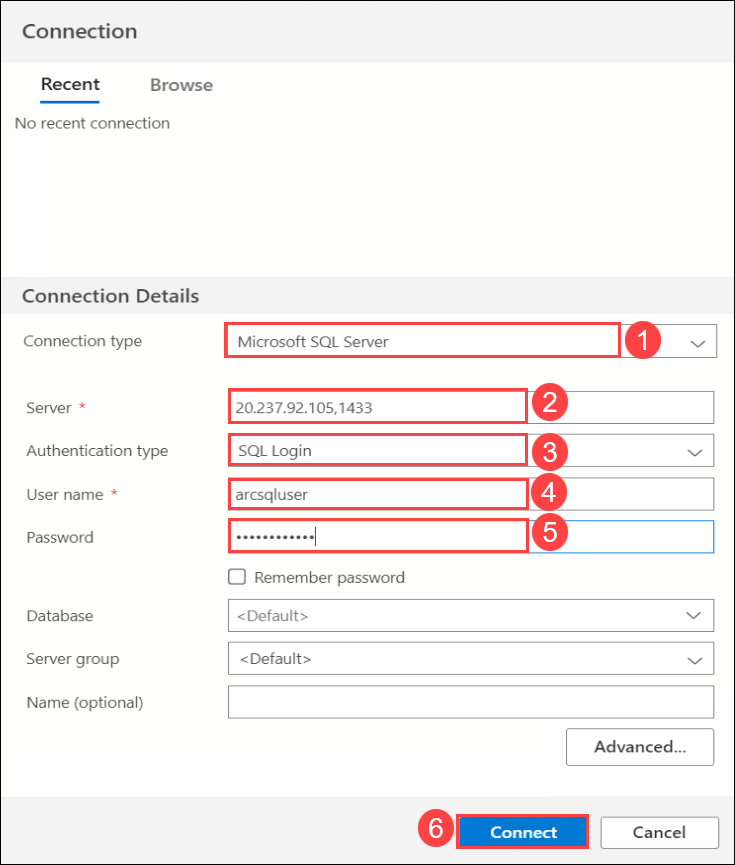 Connection
Recent Browse
No recent connection
Connection Details
Connection type Microsoft SQL Server 1
Server * 20.237.92.105,1433 2
Authentication type SQL Login 3
User name * arcsqluser 4
Password •••••••••••• 5
Remember password
Database <Default>
Server group <Default>
Name (optional)
Advanced...
6 Connect Cancel